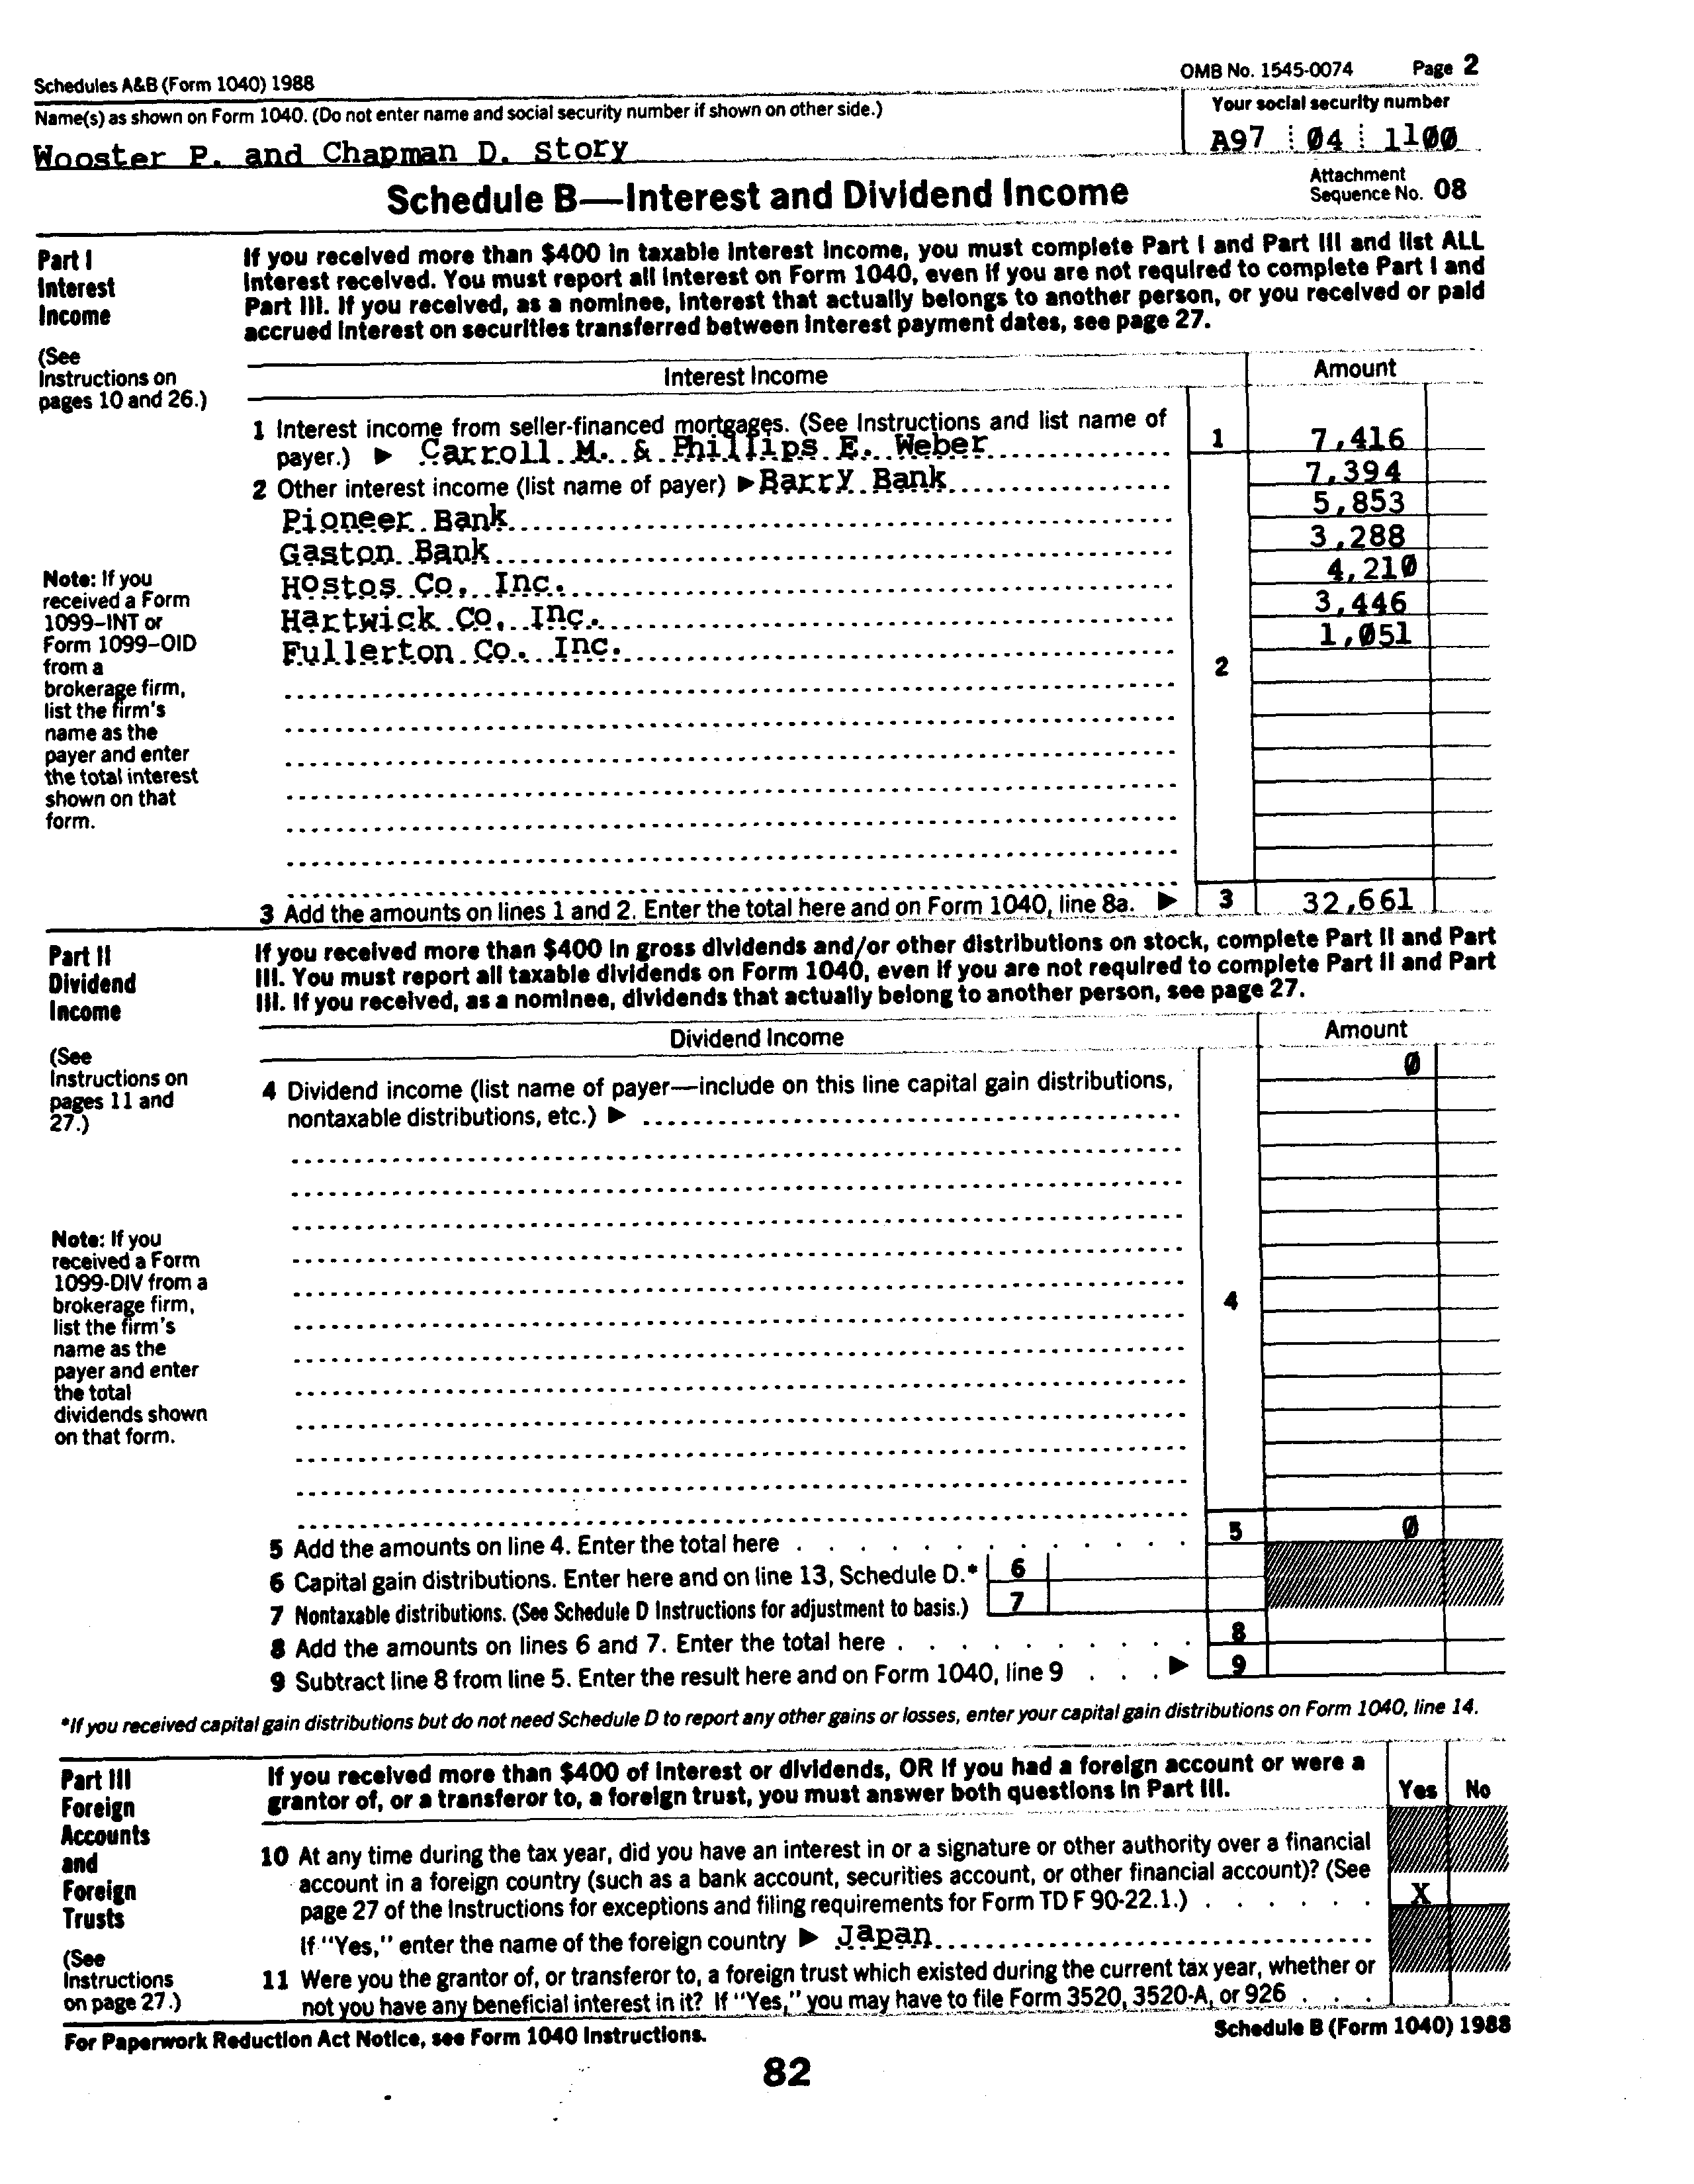 Schedules A&B (Form 1040) 1988 OMB No. 1545-0074 Page 2
Name(s) as shown on Form 1040. (Do not enter name and social security number if shown on other side.) Your social security number
Wooster P. and Chapman D. Story A97 04 1100
Schedule B—Interest and Dividend Income Attachment Sequence No. 08
Part I
Interest
Income
(See
Instructions on
pages 10 and 26.)
If you received more than $400 in taxable interest income, you must complete Part I and Part III and list ALL
interest received. You must report all interest on Form 1040, even if you are not required to complete Part I and
Part III. If you received, as a nominee, interest that actually belongs to another person, or you received or paid
accrued interest on securities transferred between interest payment dates, see page 27.
Interest Income Amount
1 Interest income from seller-financed mortgages. (See Instructions and list name of
payer.) ▶ Carroll M. & Phillips E. Weber 1 7,416
2 Other interest income (list name of payer) ▶ Barry Bank 7,394
Pioneer Bank 5,853
Gaston Bank 3,288
Hostos Co, Inc. 4,210
Hartwick Co, Inc. 3,446
Fullerton Co. Inc. 1,051
2
Note: If you
received a Form
1099–INT or
Form 1099–OID
from a
brokerage firm,
list the firm's
name as the
payer and enter
the total interest
shown on that
form.
3 Add the amounts on lines 1 and 2. Enter the total here and on Form 1040, line 8a. ▶ 3 32,661
Part II
Dividend
Income
(See
Instructions on
pages 11 and
27.)
If you received more than $400 in gross dividends and/or other distributions on stock, complete Part II and Part
III. You must report all taxable dividends on Form 1040, even if you are not required to complete Part II and Part
III. If you received, as a nominee, dividends that actually belong to another person, see page 27.
Dividend Income Amount
0
4 Dividend income (list name of payer—include on this line capital gain distributions,
nontaxable distributions, etc.) ▶
4
Note: If you
received a Form
1099-DIV from a
brokerage firm,
list the firm's
name as the
payer and enter
the total
dividends shown
on that form.
5 Add the amounts on line 4. Enter the total here 5 0
6 Capital gain distributions. Enter here and on line 13, Schedule D.* 6
7 Nontaxable distributions. (See Schedule D Instructions for adjustment to basis.) 7
8 Add the amounts on lines 6 and 7. Enter the total here 8
9 Subtract line 8 from line 5. Enter the result here and on Form 1040, line 9 ▶ 9
*If you received capital gain distributions but do not need Schedule D to report any other gains or losses, enter your capital gain distributions on Form 1040, line 14.
Part III
Foreign
Accounts
and
Foreign
Trusts
(See
Instructions
on page 27.)
If you received more than $400 of interest or dividends, OR if you had a foreign account or were a
grantor of, or a transferor to, a foreign trust, you must answer both questions in Part III. Yes No
10 At any time during the tax year, did you have an interest in or a signature or other authority over a financial
account in a foreign country (such as a bank account, securities account, or other financial account)? (See
page 27 of the Instructions for exceptions and filing requirements for Form TD F 90-22.1.) X
If "Yes," enter the name of the foreign country ▶ Japan
11 Were you the grantor of, or transferor to, a foreign trust which existed during the current tax year, whether or
not you have any beneficial interest in it? If "Yes," you may have to file Form 3520, 3520-A, or 926
For Paperwork Reduction Act Notice, see Form 1040 Instructions. Schedule B (Form 1040) 1988
82